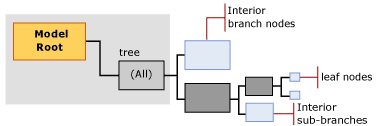 Interior
branch nodes
Model
Root
tree
(All)
leaf nodes
Interior
sub-branches